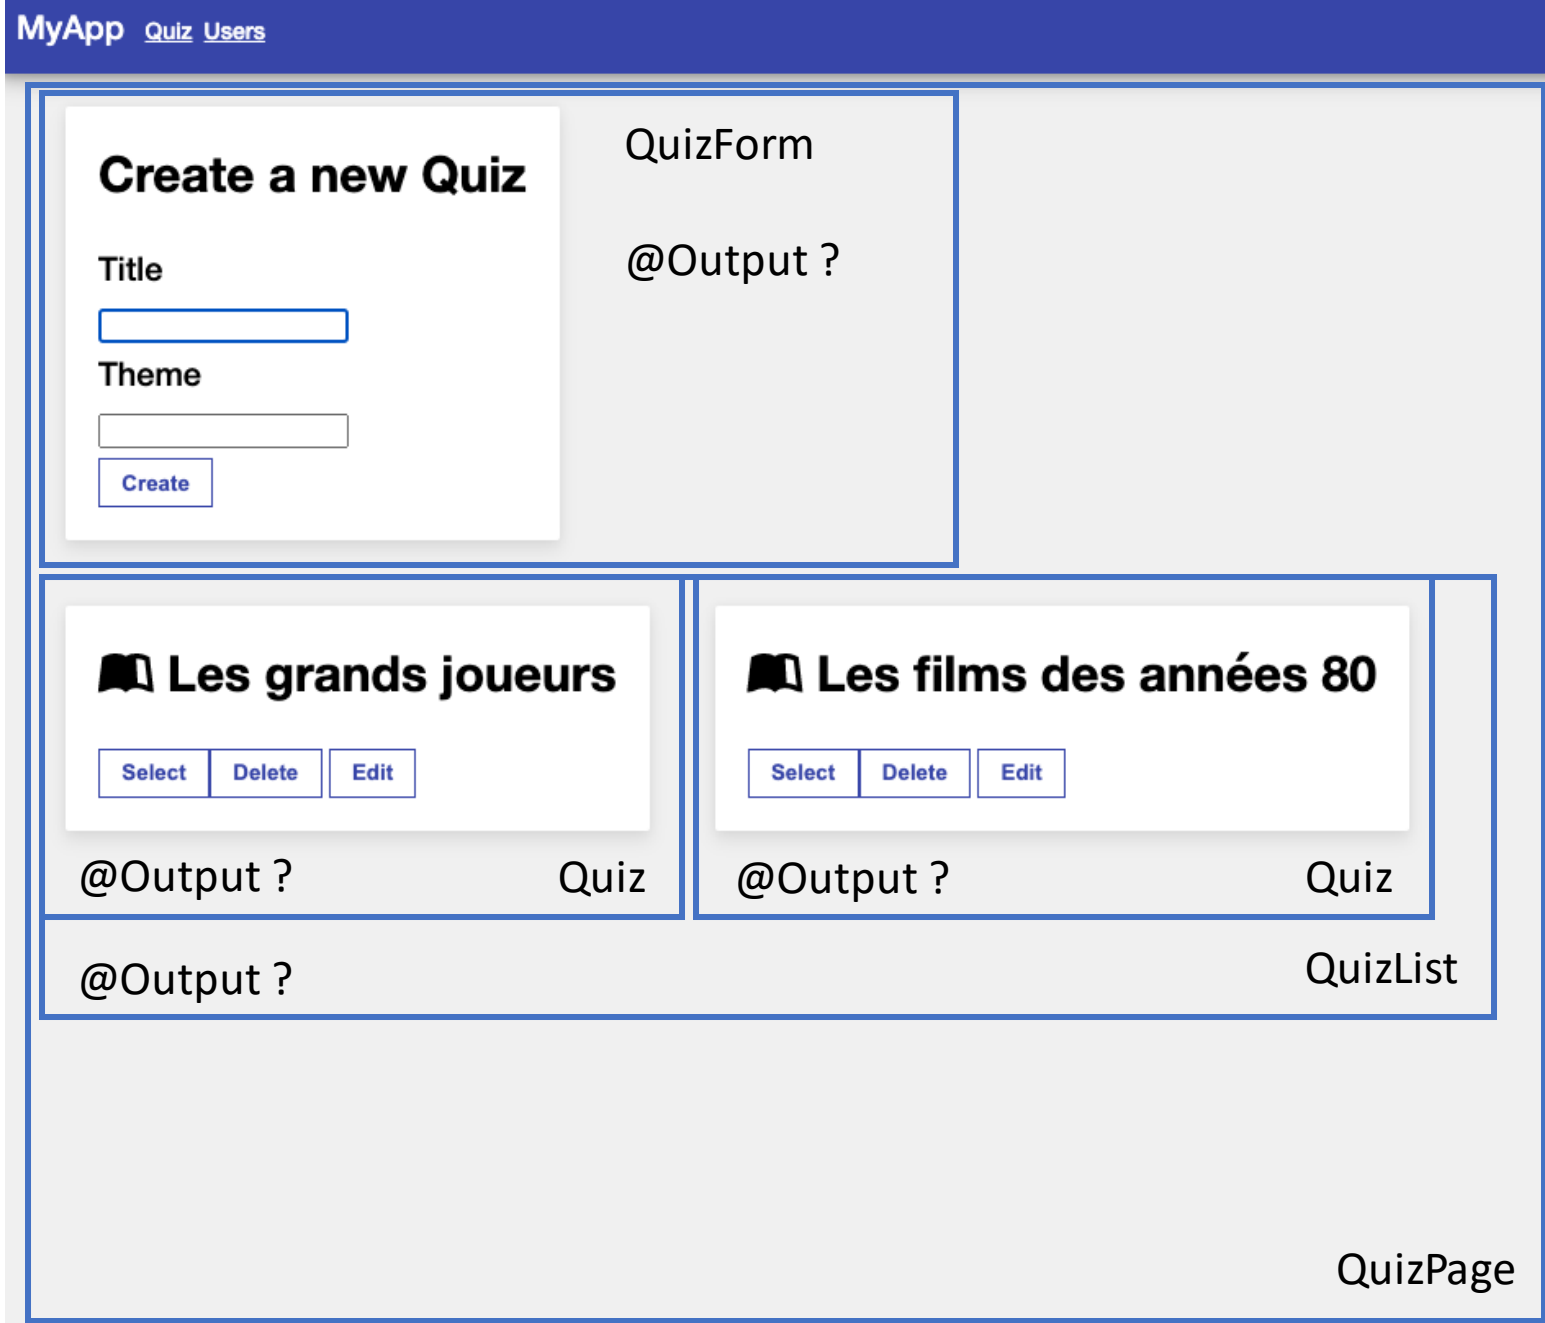 MyApp Quiz Users
Create a new Quiz
QuizForm
@Output ?
Title
Theme
Create
Les grands joueurs
Select Delete Edit
@Output ? Quiz
Les films des années 80
Select Delete Edit
@Output ? Quiz
@Output ? QuizList
QuizPage